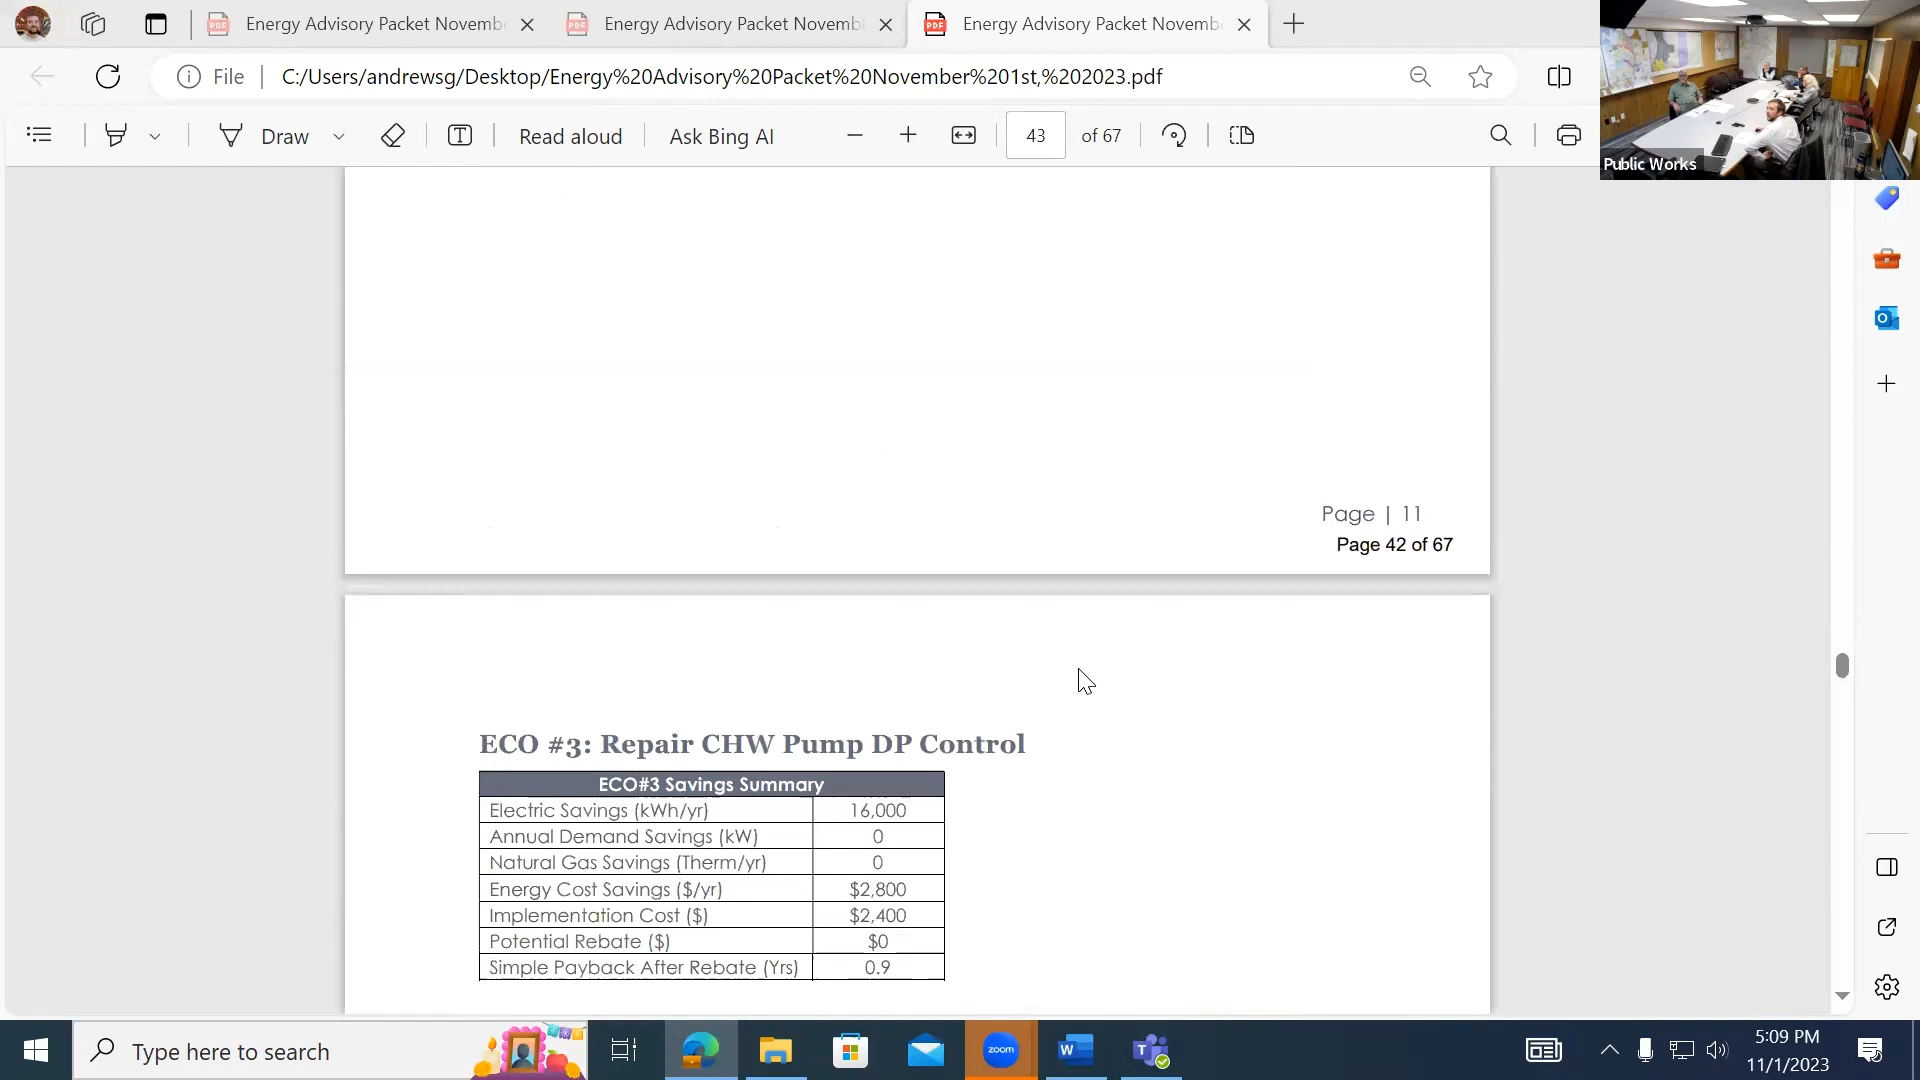 Energy Advisory Packet Novembe
Energy Advisory Packet Novembe
Energy Advisory Packet Novembe
File
C:/Users/andrewsg/Desktop/Energy%20Advisory%20Packet%20November%201st,%202023.pdf
Draw
Read aloud
Ask Bing AI
43
of 67
Public Works
Page | 11
Page 42 of 67
ECO #3: Repair CHW Pump DP Control
ECO#3 Savings Summary
Electric Savings (kWh/yr) 16,000
Annual Demand Savings (kW) 0
Natural Gas Savings (Therm/yr) 0
Energy Cost Savings ($/yr) $2,800
Implementation Cost ($) $2,400
Potential Rebate ($) $0
Simple Payback After Rebate (Yrs) 0.9
Type here to search
zoom
5:09 PM
11/1/2023